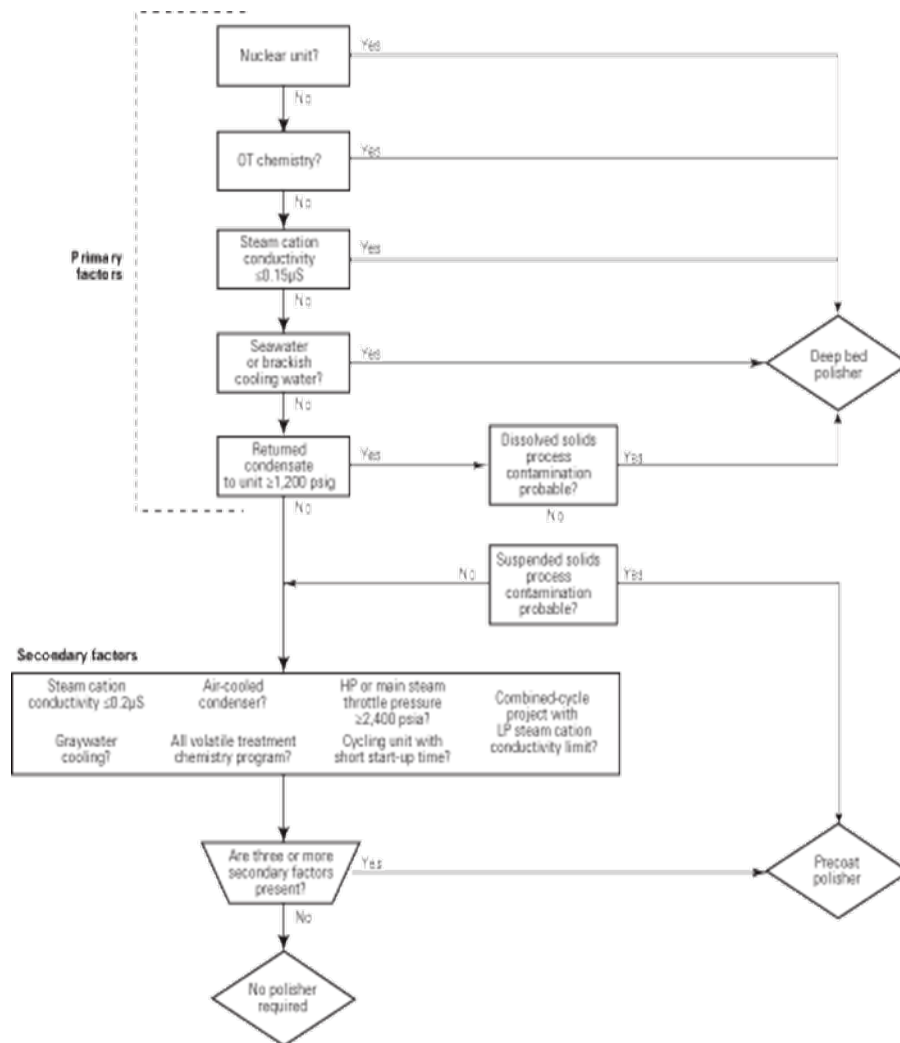 Nuclear unit?
Yes
No
OT chemistry?
Yes
No
Primary
factors
Steam cation
conductivity
≤0.15µS
Yes
No
Seawater
or brackish
cooling water?
Yes
No
Deep bed
polisher
Returned
condensate
to unit ≥1,200 psig
Yes
No
Dissolved solids
process
contamination
probable?
Yes
No
Suspended solids
process
contamination
probable?
No
Yes
Secondary factors
Steam cation
conductivity ≤0.2µS
Air-cooled
condenser?
HP or main steam
throttle pressure
≥2,400 psia?
Combined-cycle
project with
LP steam cation
conductivity limit?
Graywater
cooling?
All volatile treatment
chemistry program?
Cycling unit with
short start-up time?
Are three or more
secondary factors
present?
Yes
No
Precoat
polisher
No polisher
required